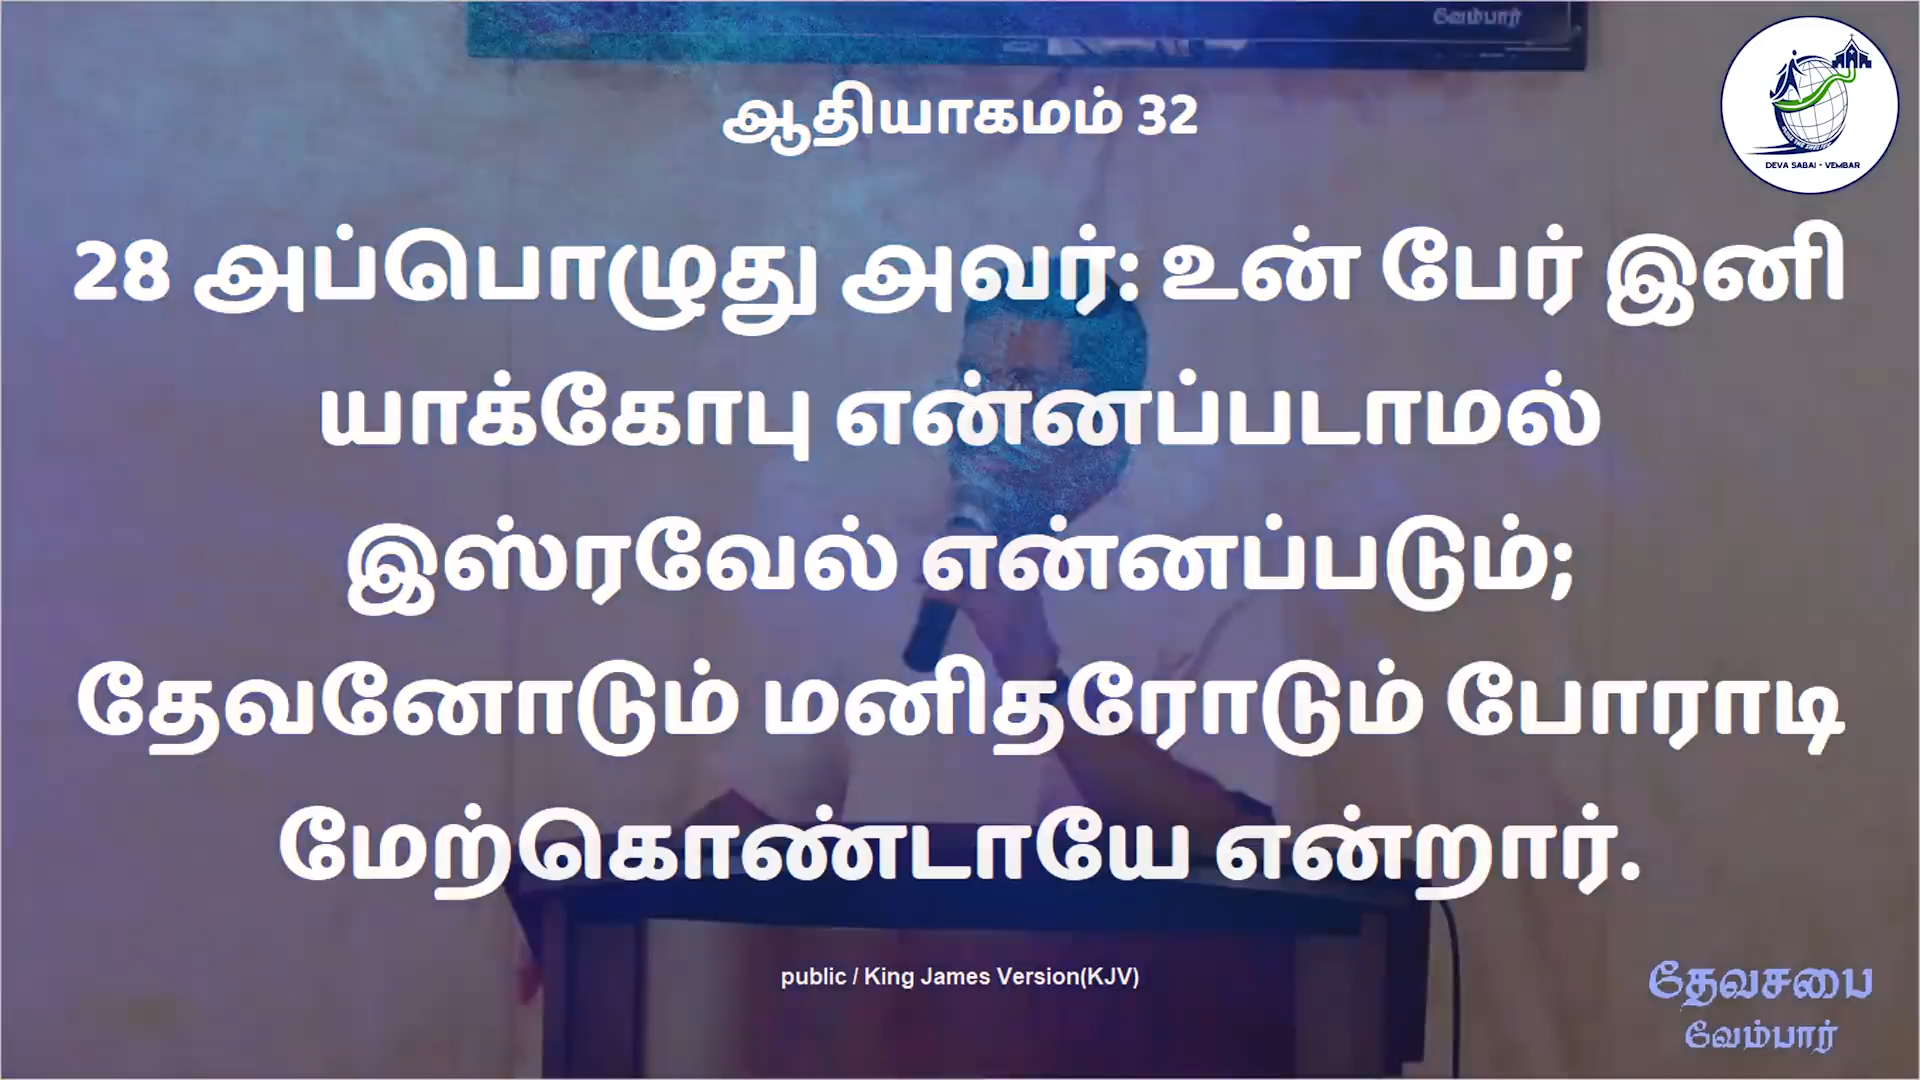 வேம்பார்
ஆதியாகமம் 32
DEVA SABAI - VEMBAR
28 அப்பொழுது அவர்: உன் பேர் இனி
யாக்கோபு என்னப்படாமல்
இஸ்ரவேல் என்னப்படும்;
தேவனோடும் மனிதரோடும் போராடி
மேற்கொண்டாயே என்றார்.
public / King James Version(KJV)
தேவசபை
வேம்பார்